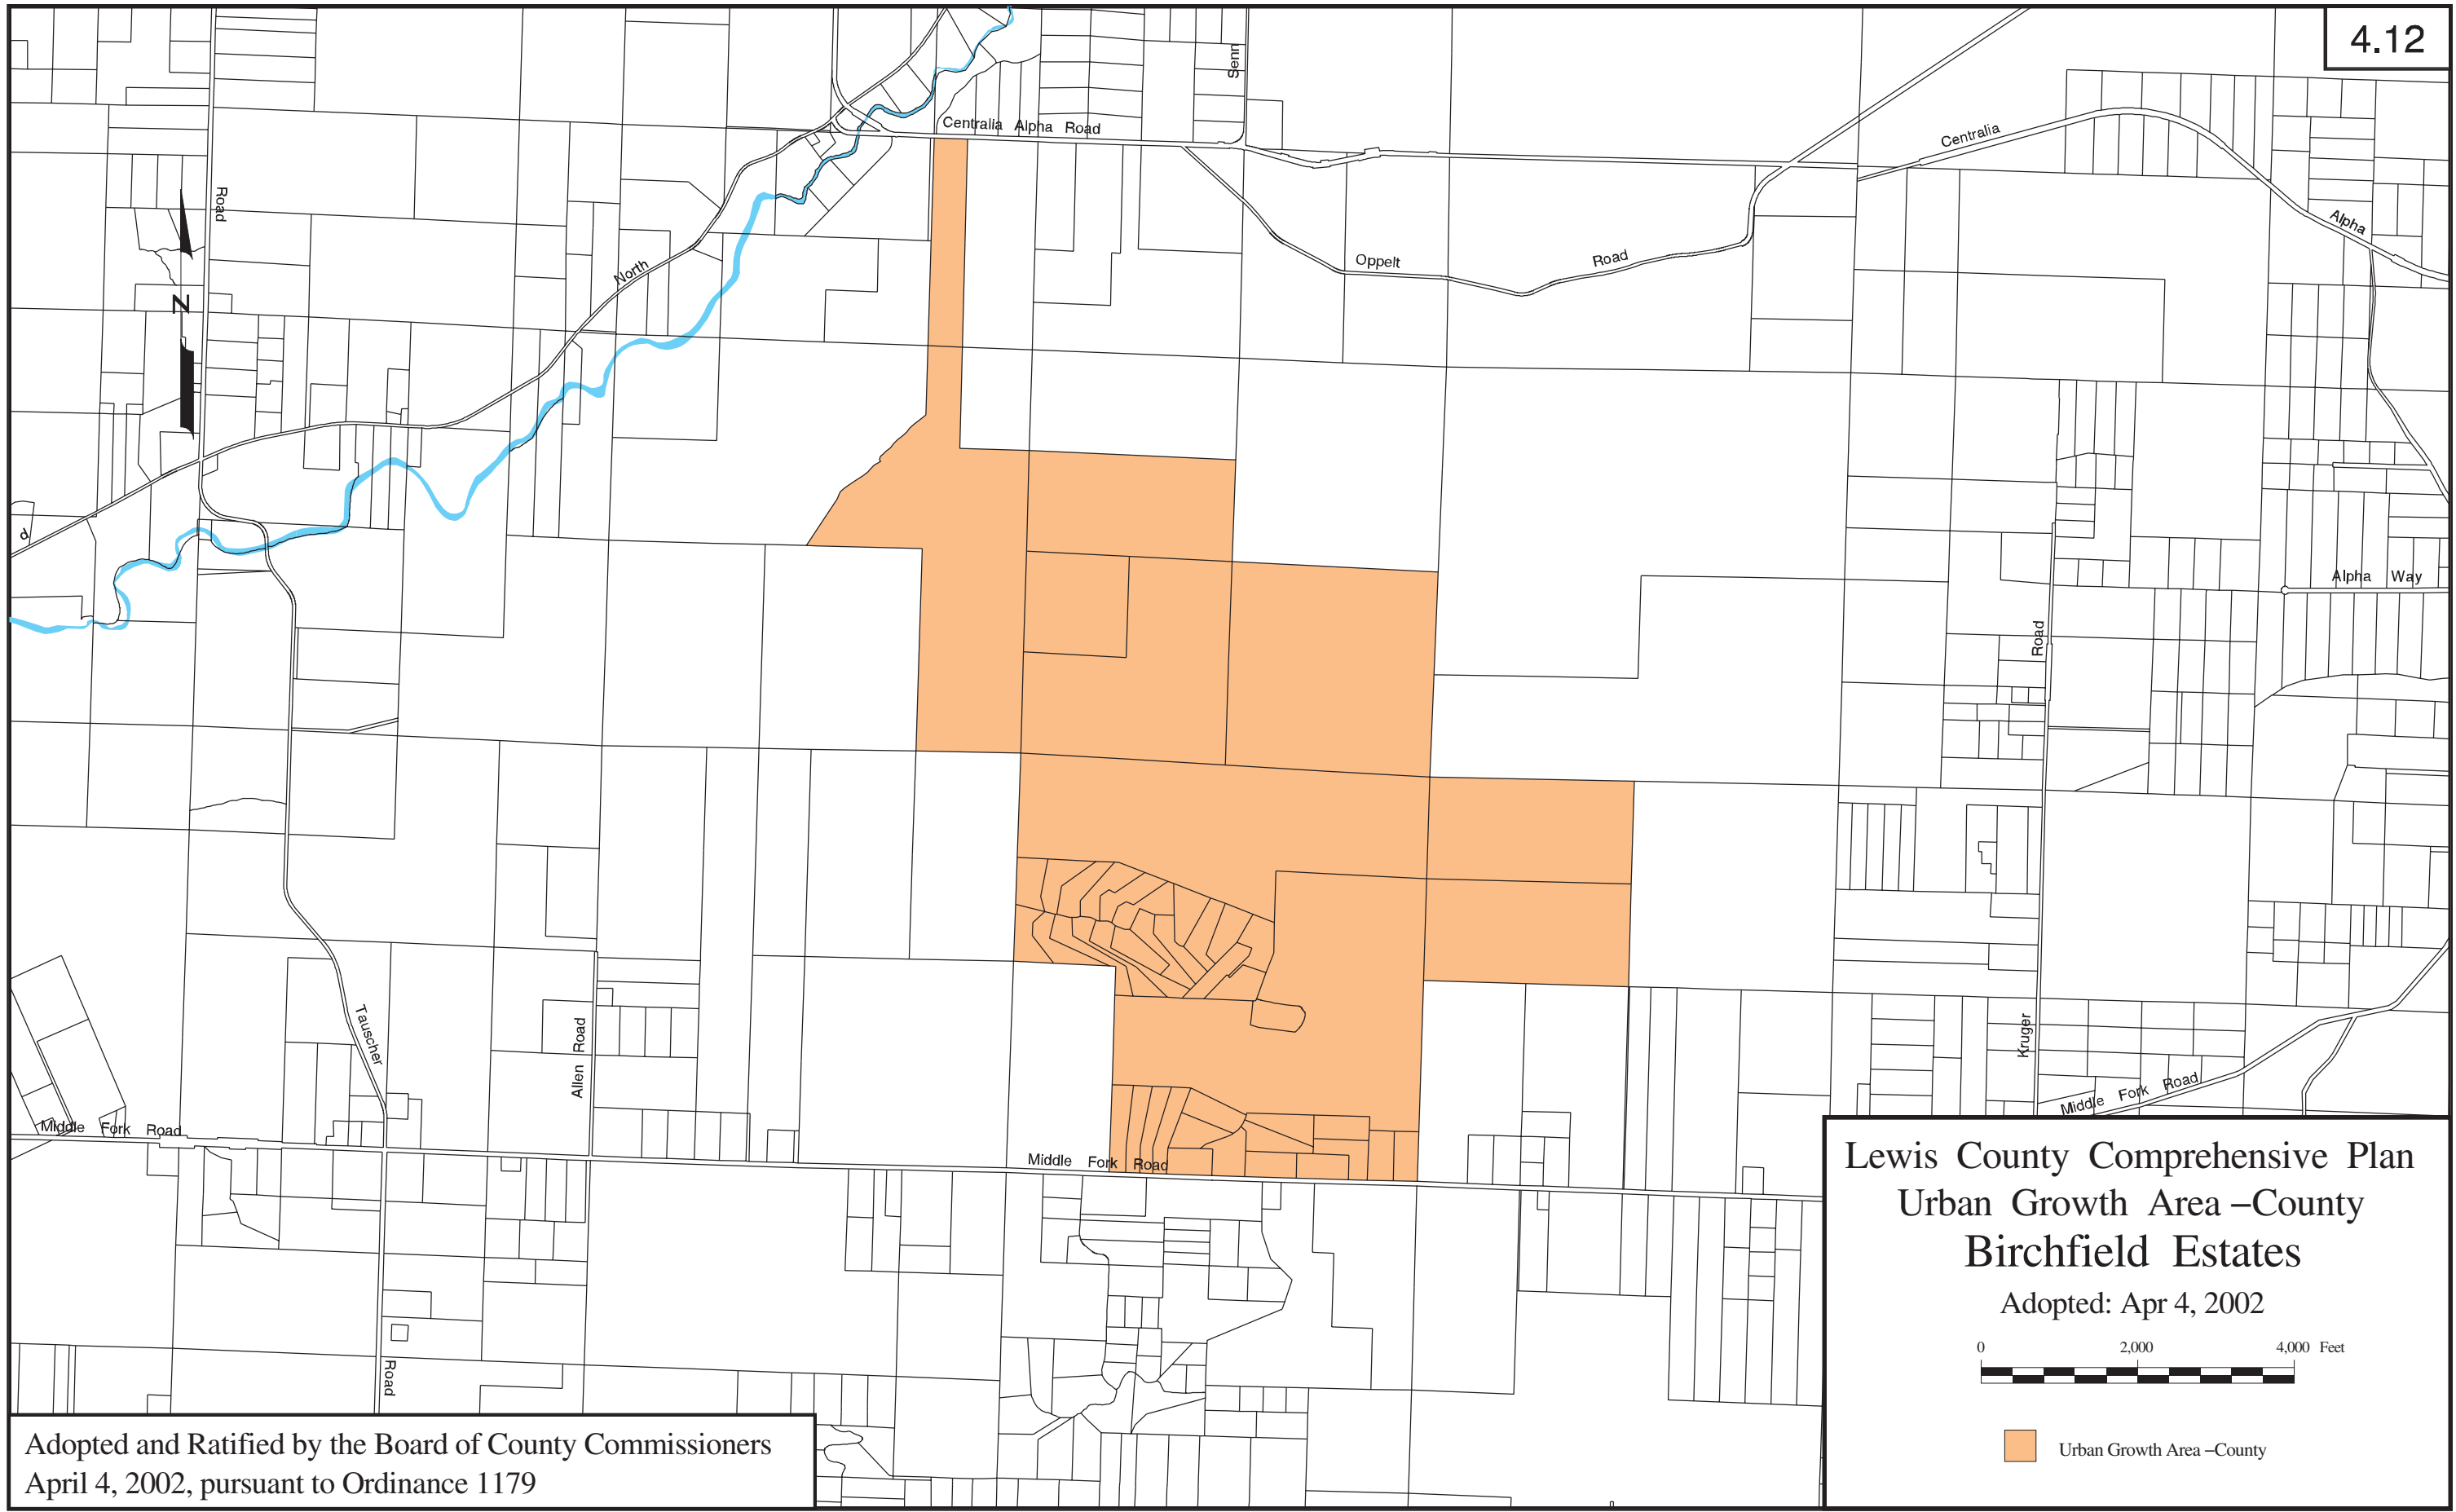 4.12
Senn
Centralia Alpha Road
Centralia
Alpha
Road
North
Oppelt Road
N
d
Alpha Way
Road
Kruger
Tauscher
Allen Road
Middle Fork Road
Middle Fork Road
Middle Fork Road
Road
Lewis County Comprehensive Plan
Urban Growth Area –County
Birchfield Estates
Adopted: Apr 4, 2002
0 2,000 4,000 Feet
Urban Growth Area –County
Adopted and Ratified by the Board of County Commissioners
April 4, 2002, pursuant to Ordinance 1179